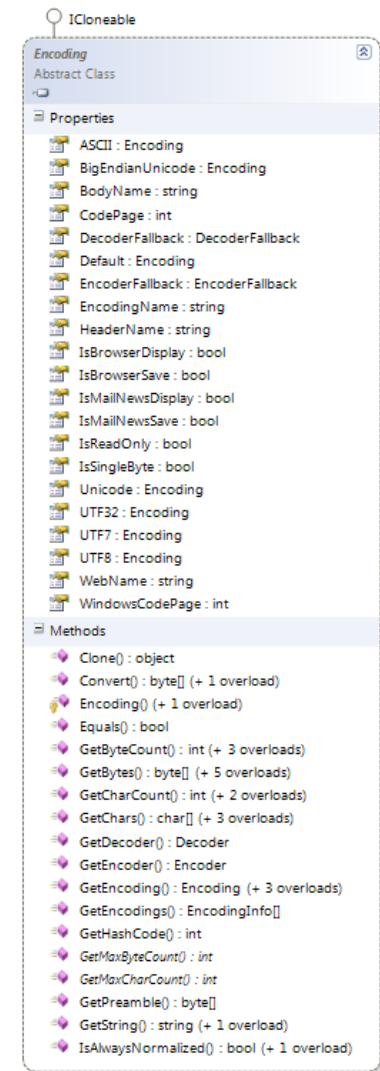 ICloneable
Encoding
Abstract Class
Properties
ASCII : Encoding
BigEndianUnicode : Encoding
BodyName : string
CodePage : int
DecoderFallback : DecoderFallback
Default : Encoding
EncoderFallback : EncoderFallback
EncodingName : string
HeaderName : string
IsBrowserDisplay : bool
IsBrowserSave : bool
IsMailNewsDisplay : bool
IsMailNewsSave : bool
IsReadOnly : bool
IsSingleByte : bool
Unicode : Encoding
UTF32 : Encoding
UTF7 : Encoding
UTF8 : Encoding
WebName : string
WindowsCodePage : int
Methods
Clone() : object
Convert() : byte[] (+ 1 overload)
Encoding() (+ 1 overload)
Equals() : bool
GetByteCount() : int (+ 3 overloads)
GetBytes() : byte[] (+ 5 overloads)
GetCharCount() : int (+ 2 overloads)
GetChars() : char[] (+ 3 overloads)
GetDecoder() : Decoder
GetEncoder() : Encoder
GetEncoding() : Encoding (+ 3 overloads)
GetEncodings() : EncodingInfo[]
GetHashCode() : int
GetMaxByteCount() : int
GetMaxCharCount() : int
GetPreamble() : byte[]
GetString() : string (+ 1 overload)
IsAlwaysNormalized() : bool (+ 1 overload)